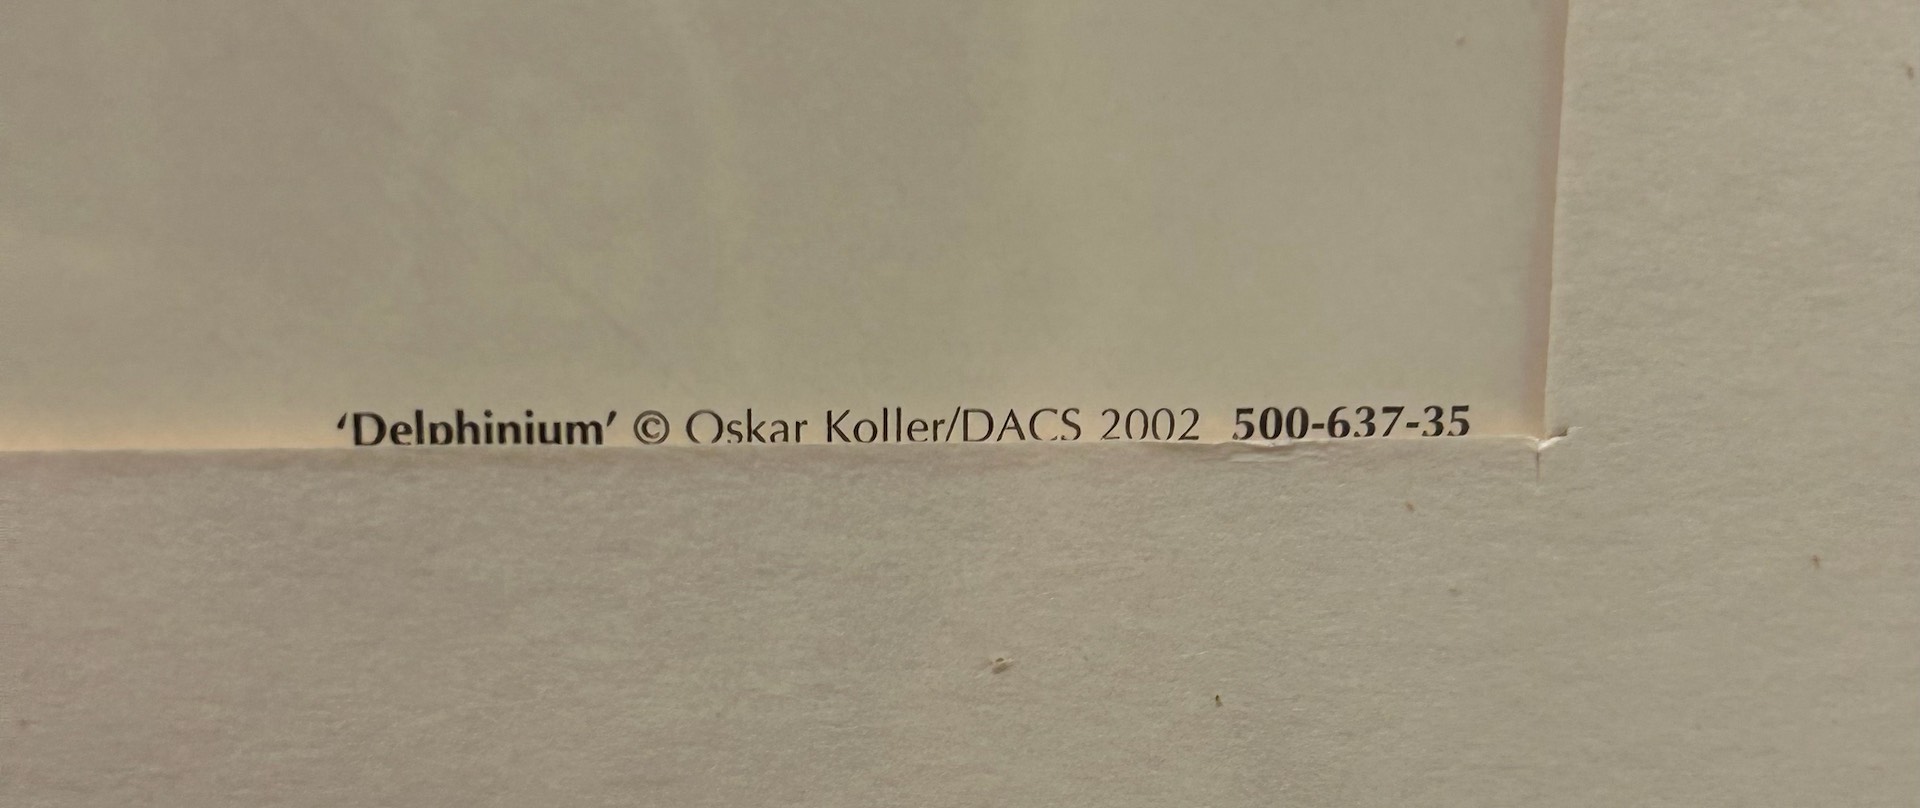 ‘Delphinium’ © Oskar Koller/DACS 2002 500-637-35